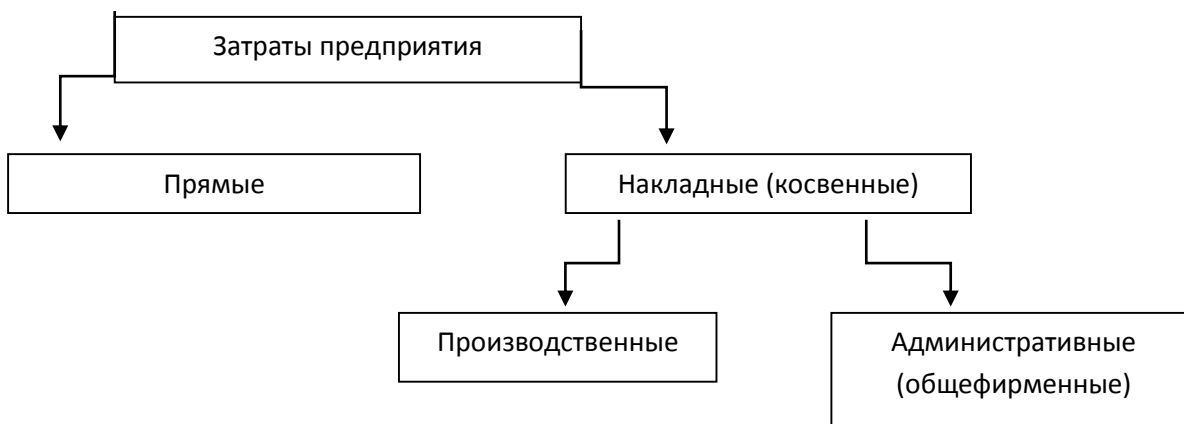 Затраты предприятия
Прямые
Накладные (косвенные)
Производственные
Административные
(общефирменные)